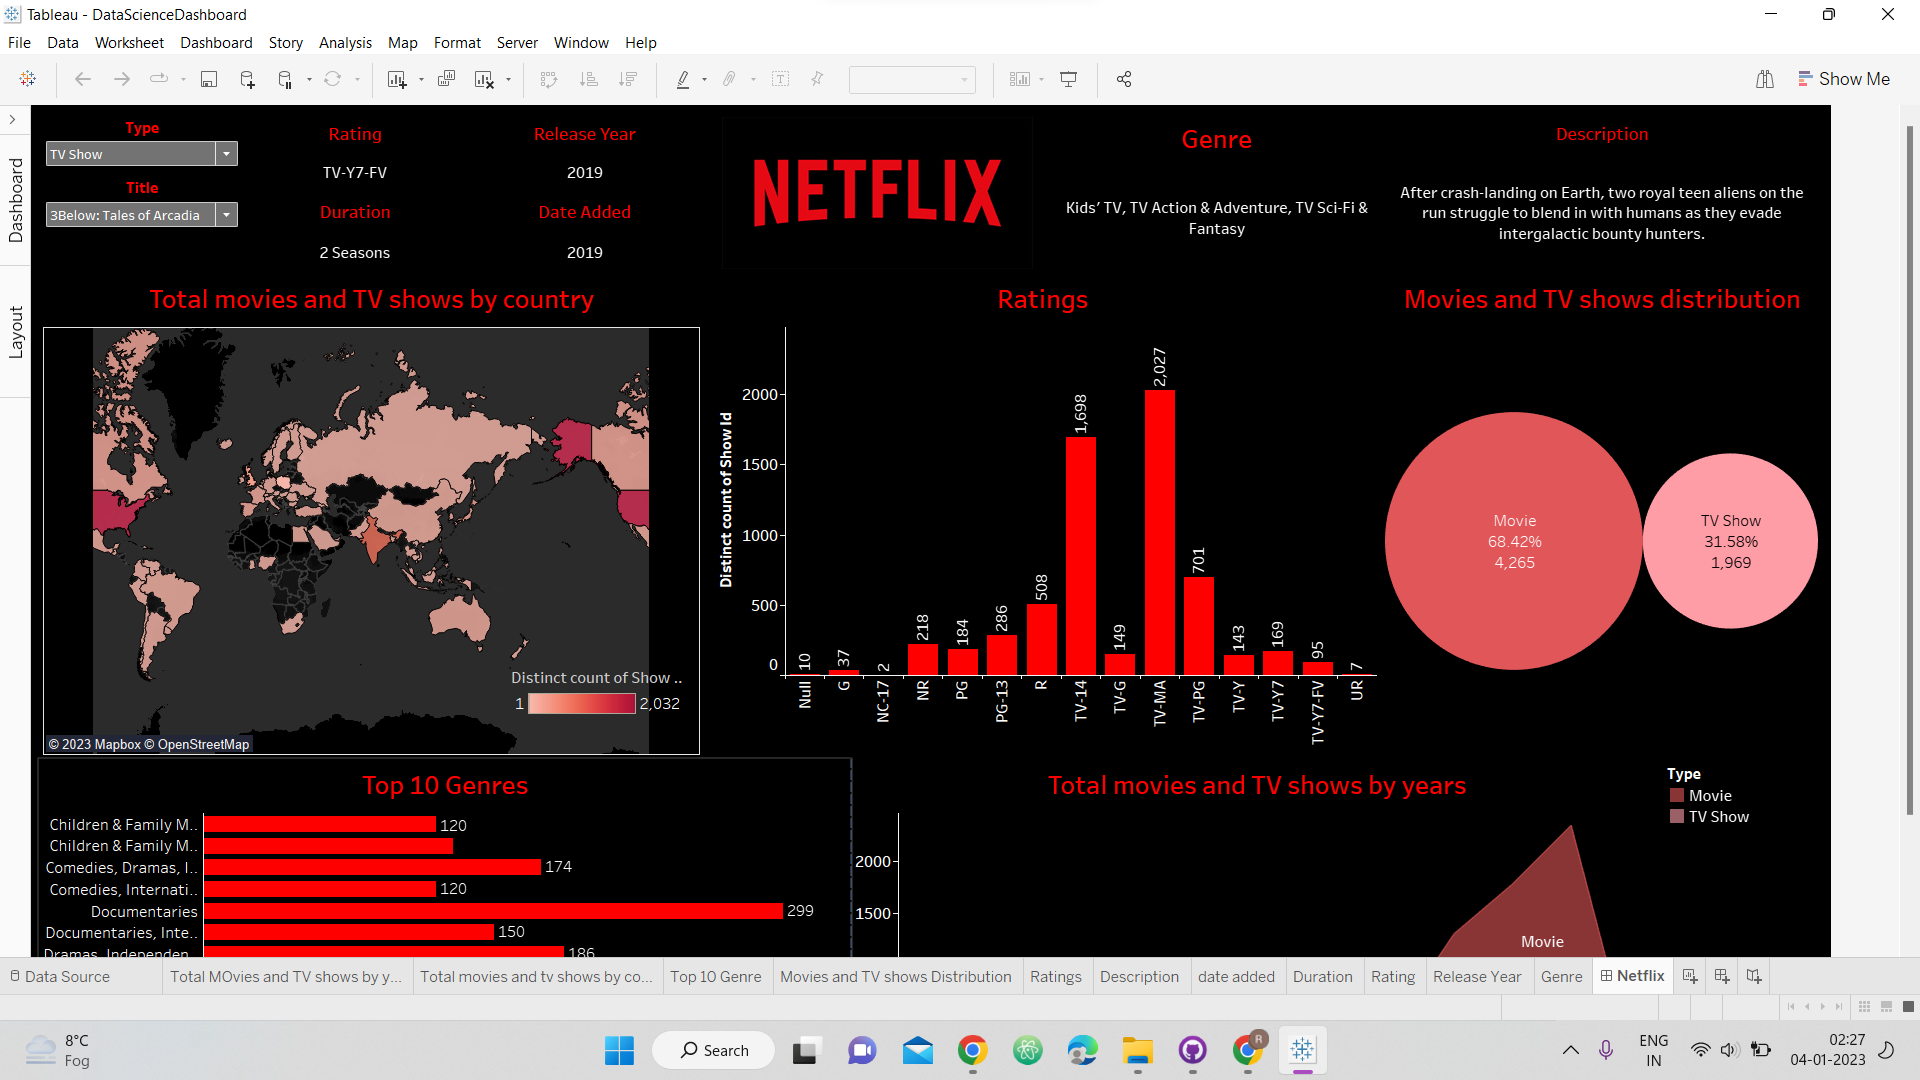 Tableau - DataScienceDashboard
File Data Worksheet Dashboard Story Analysis Map Format Server Window Help
Show Me
Dashboard
Layout
Type
TV Show
Title
3Below: Tales of Arcadia
Rating
TV-Y7-FV
Duration
2 Seasons
Release Year
2019
Date Added
2019
NETFLIX
Genre
Kids’ TV, TV Action & Adventure, TV Sci-Fi &
Fantasy
Description
After crash-landing on Earth, two royal teen aliens on the
run struggle to blend in with humans as they evade
intergalactic bounty hunters.
Total movies and TV shows by country
Distinct count of Show ..
1 2,032
© 2023 Mapbox © OpenStreetMap
Ratings
Distinct count of Show Id
2000
1500
1000
500
0
10 37 2 218 184 286 508 1,698 149 2,027 701 143 169 95 7
Null G NC-17 NR PG PG-13 R TV-14 TV-G TV-MA TV-PG TV-Y TV-Y7 TV-Y7-FV UR
Movies and TV shows distribution
Movie
68.42%
4,265
TV Show
31.58%
1,969
Top 10 Genres
Children & Family M.. 120
Children & Family M..
Comedies, Dramas, I.. 174
Comedies, Internati.. 120
Documentaries 299
Documentaries, Inte.. 150
Dramas, Independen.. 186
Total movies and TV shows by years
2000
1500
Movie
Type
Movie
TV Show
Data Source Total MOvies and TV shows by y... Total movies and tv shows by co... Top 10 Genre Movies and TV shows Distribution Ratings Description date added Duration Rating Release Year Genre Netflix
8°C
Fog
Search
R
ENG
IN
02:27
04-01-2023